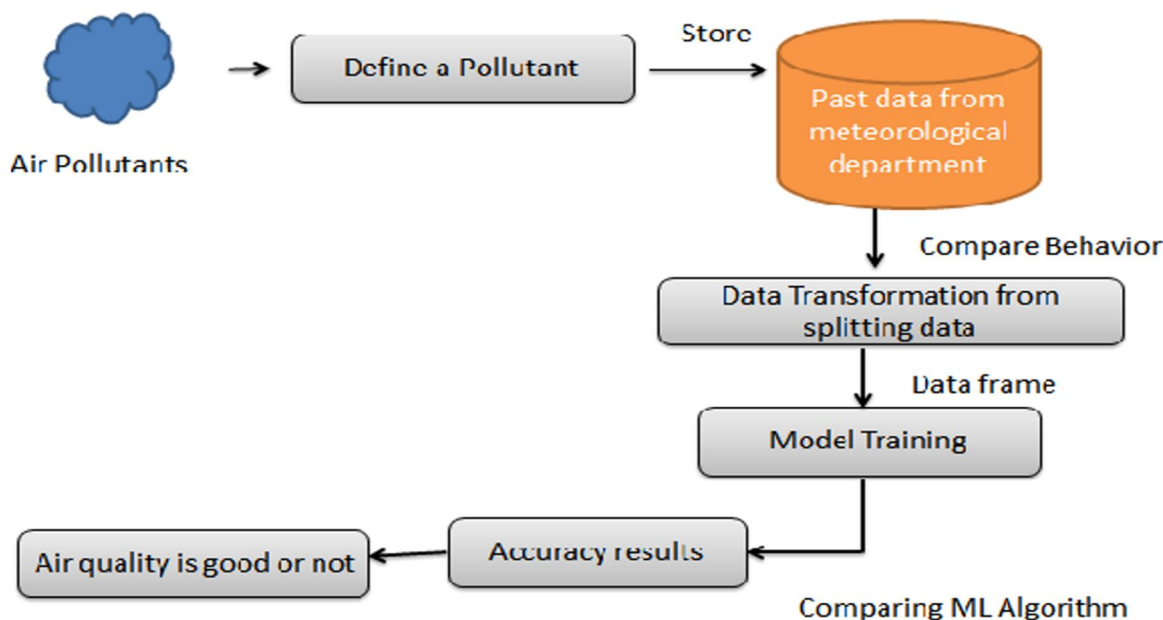 Store
Define a Pollutant
Past data from
meteorological
department
Air Pollutants
Compare Behavior
Data Transformation from
splitting data
Data frame
Model Training
Accuracy results
Air quality is good or not
Comparing ML Algorithm